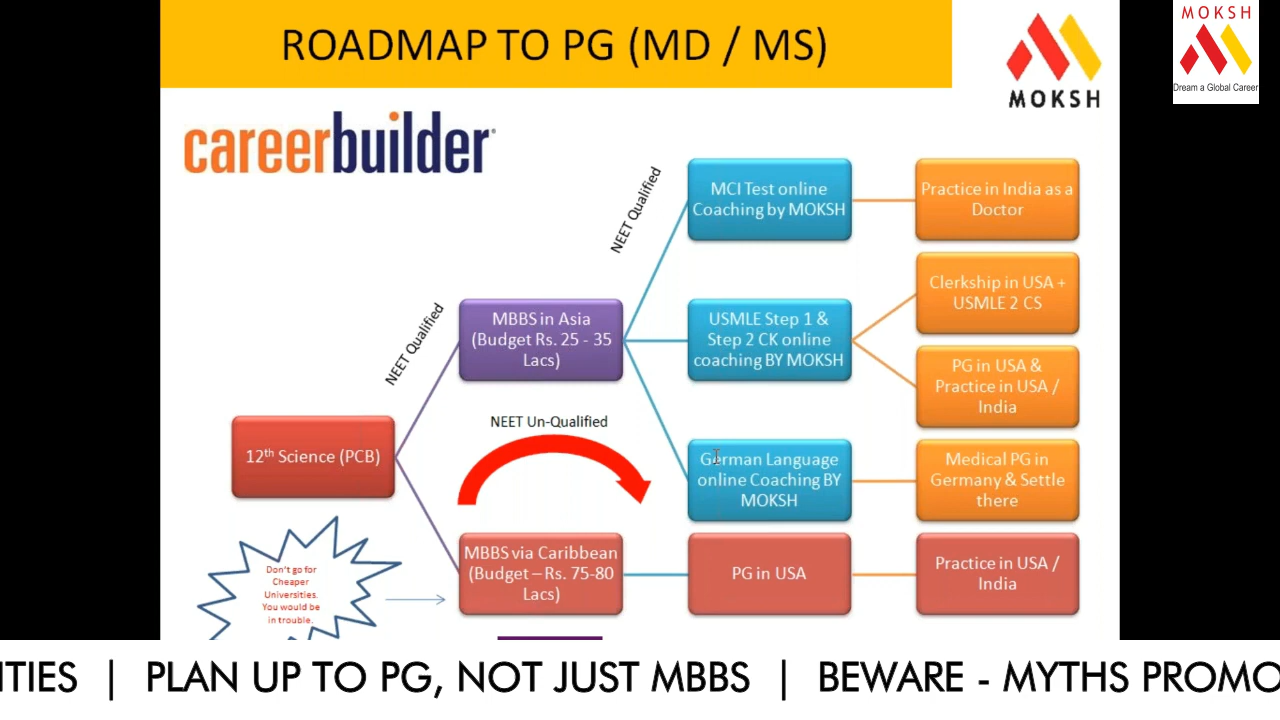 ROADMAP TO PG (MD / MS)
MOKSH
MOKSH
Dream a Global Career
careerbuilder
NEET Qualified
NEET Qualified
MCI Test online
Coaching by MOKSH
Practice in India as a
Doctor
Clerkship in USA +
USMLE 2 CS
MBBS in Asia
(Budget Rs. 25 - 35
Lacs)
USMLE Step 1 &
Step 2 CK online
coaching BY MOKSH
PG in USA &
Practice in USA /
India
NEET Un-Qualified
12th Science (PCB)
German Language
online Coaching BY
MOKSH
Medical PG in
Germany & Settle
there
MBBS via Caribbean
(Budget – Rs. 75-80
Lacs)
PG in USA
Practice in USA /
India
Don't go for
Cheaper
Universities.
You would be
in trouble.
ITIES | PLAN UP TO PG, NOT JUST MBBS | BEWARE - MYTHS PROMO